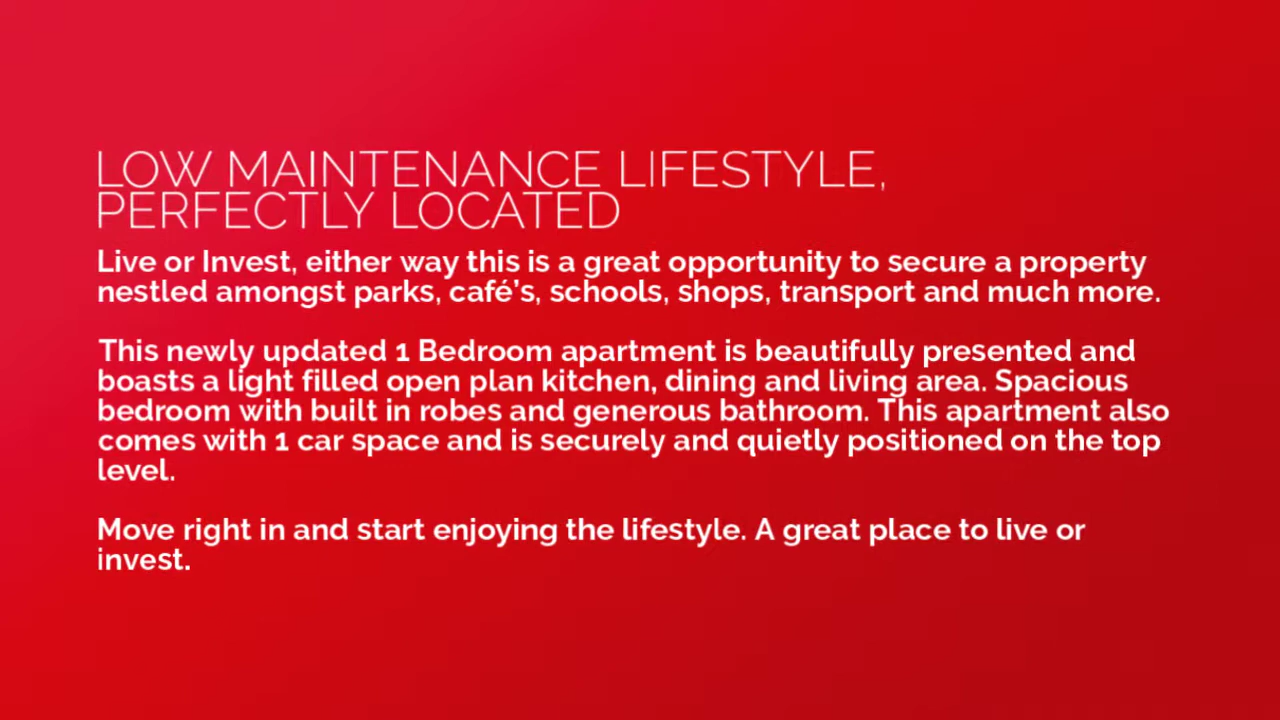 LOW MAINTENANCE LIFESTYLE,
PERFECTLY LOCATED
Live or Invest, either way this is a great opportunity to secure a property
nestled amongst parks, café's, schools, shops, transport and much more.
This newly updated 1 Bedroom apartment is beautifully presented and
boasts a light filled open plan kitchen, dining and living area. Spacious
bedroom with built in robes and generous bathroom. This apartment also
comes with 1 car space and is securely and quietly positioned on the top
level.
Move right in and start enjoying the lifestyle. A great place to live or
invest.